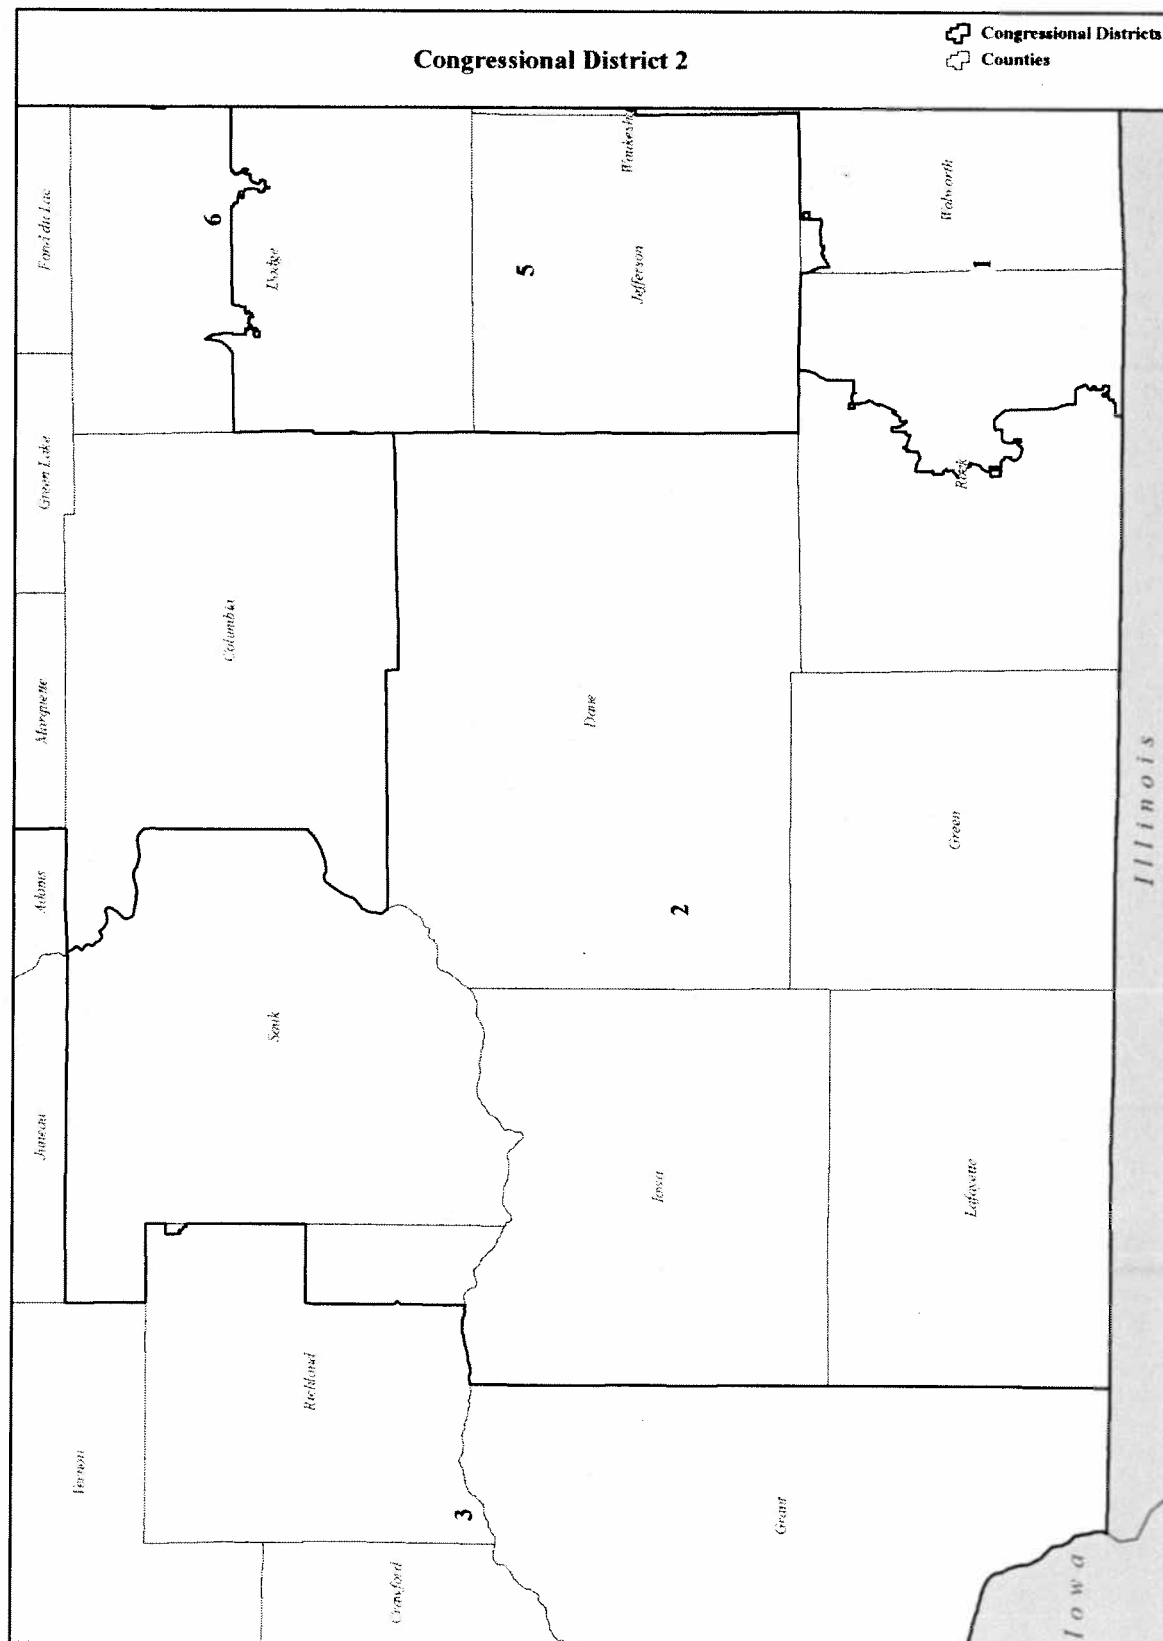 Congressional District 2
Congressional Districts
Counties
Fond du Lac
Green Lake
Marquette
Adams
Juneau
Vernon
6
Dodge
Columbia
Sauk
Richland
Crawford
3
5
Waukesha
Jefferson
Dane
2
Iowa
Grant
Walworth
1
Rock
Green
Lafayette
Illinois
Iowa